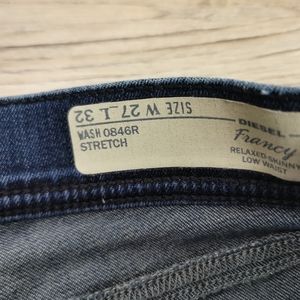 SIZE W 27 L 32
WASH 0846R
STRETCH
DIESEL
Francy
RELAXED-SKINNY
LOW WAIST